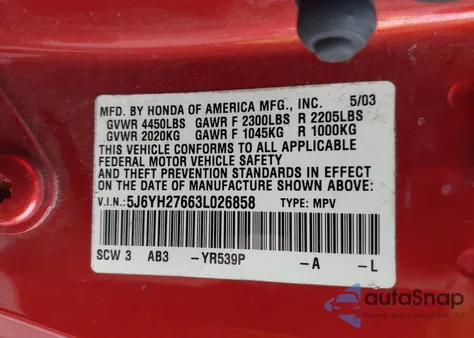 MFD. BY HONDA OF AMERICA MFG., INC. 5/03
GVWR 4450LBS GAWR F 2300LBS R 2205LBS
GVWR 2020KG GAWR F 1045KG R 1000KG
THIS VEHICLE CONFORMS TO ALL APPLICABLE
FEDERAL MOTOR VEHICLE SAFETY
AND THEFT PREVENTION STANDARDS IN EFFECT
ON THE DATE OF MANUFACTURE SHOWN ABOVE:
V.I.N.: 5J6YH27663L026858 TYPE: MPV
SCW 3 AB3 -YR539P -A -L
autoSnap